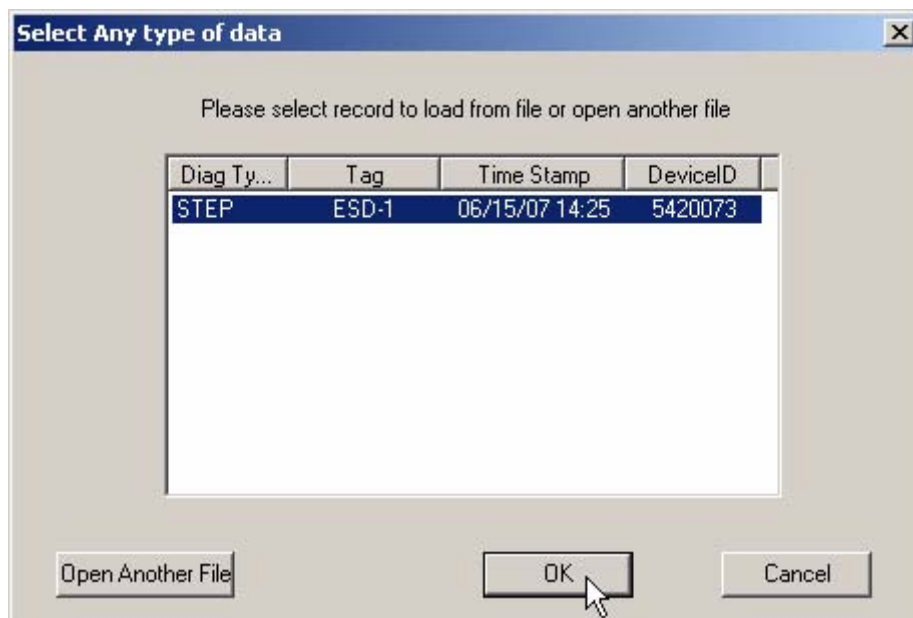 Select Any type of data
Please select record to load from file or open another file
Diag Ty... Tag Time Stamp DeviceID
STEP ESD-1 06/15/07 14:25 5420073
Open Another File OK Cancel